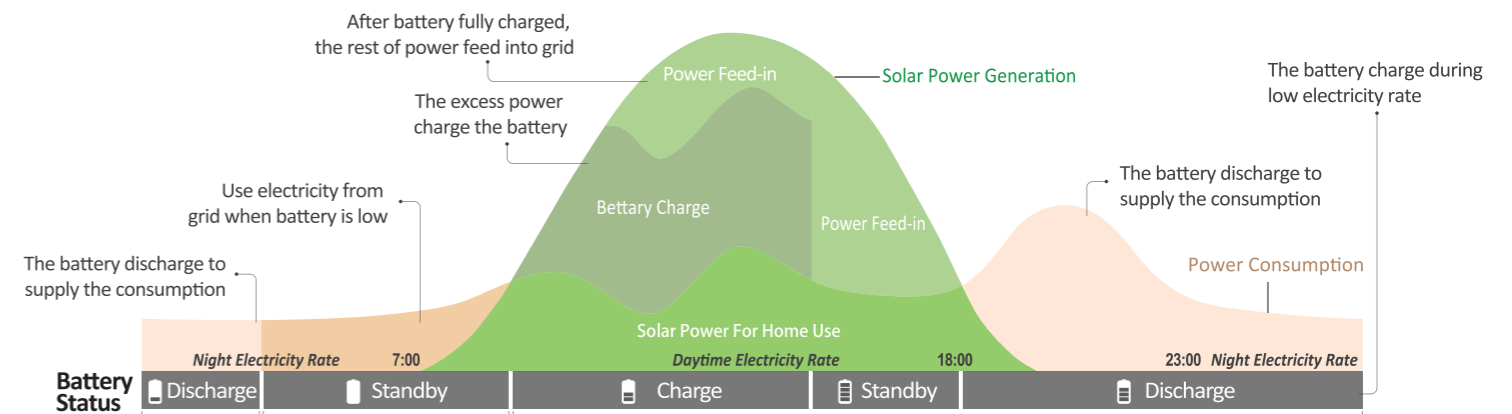 After battery fully charged,
the rest of power feed into grid
Power Feed-in
Solar Power Generation
The battery charge during
low electricity rate
The excess power
charge the battery
The battery discharge to
supply the consumption
Use electricity from
grid when battery is low
Bettary Charge
Power Feed-in
The battery discharge to
supply the consumption
Power Consumption
Solar Power For Home Use
Night Electricity Rate
7:00
Daytime Electricity Rate
18:00
23:00 Night Electricity Rate
Battery
Status
Discharge
Standby
Charge
Standby
Discharge